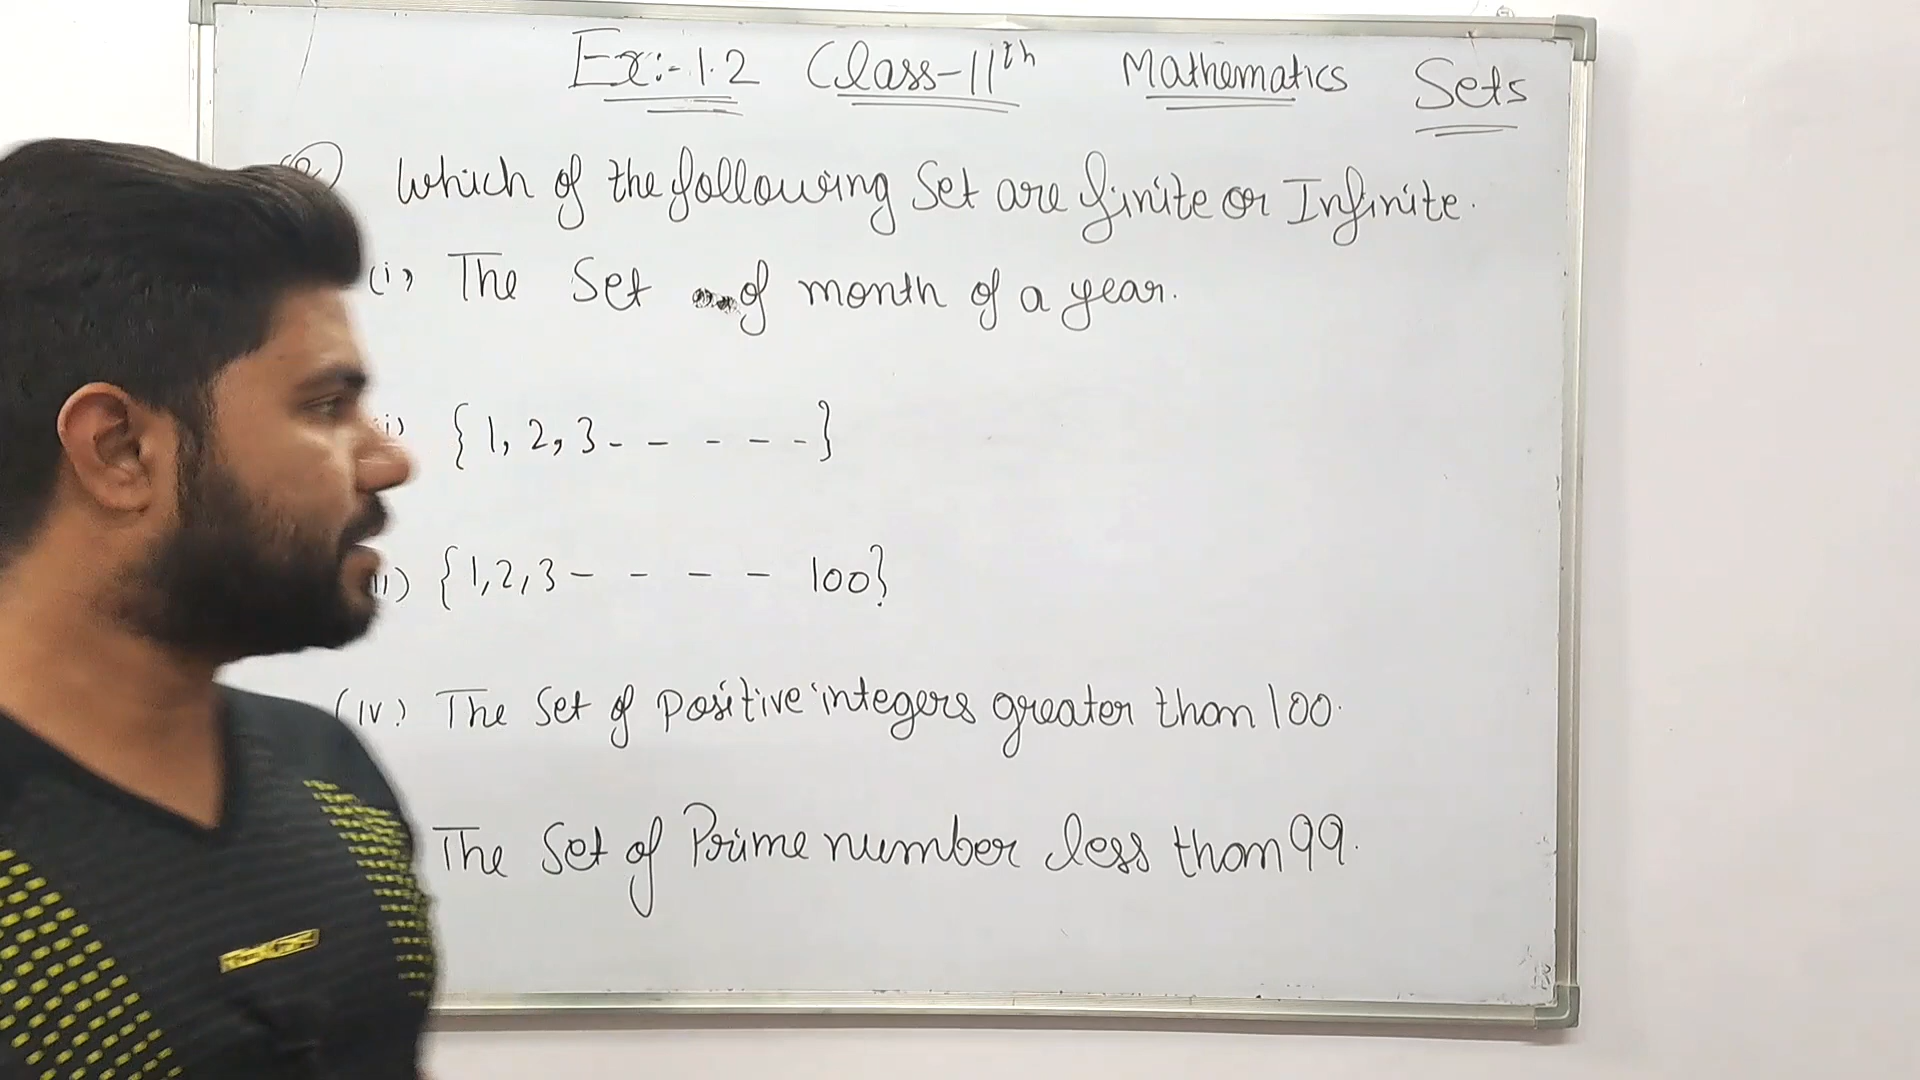 Ex:-1.2 Class-11th Mathematics Sets
Which of the following Set are finite or Infinite.
(i) The Set of month of a year.
{1, 2, 3 - - - - -}
{1,2,3 - - - - 100}
(iv) The Set of positive integers greater than 100.
The Set of Prime number less than 99.